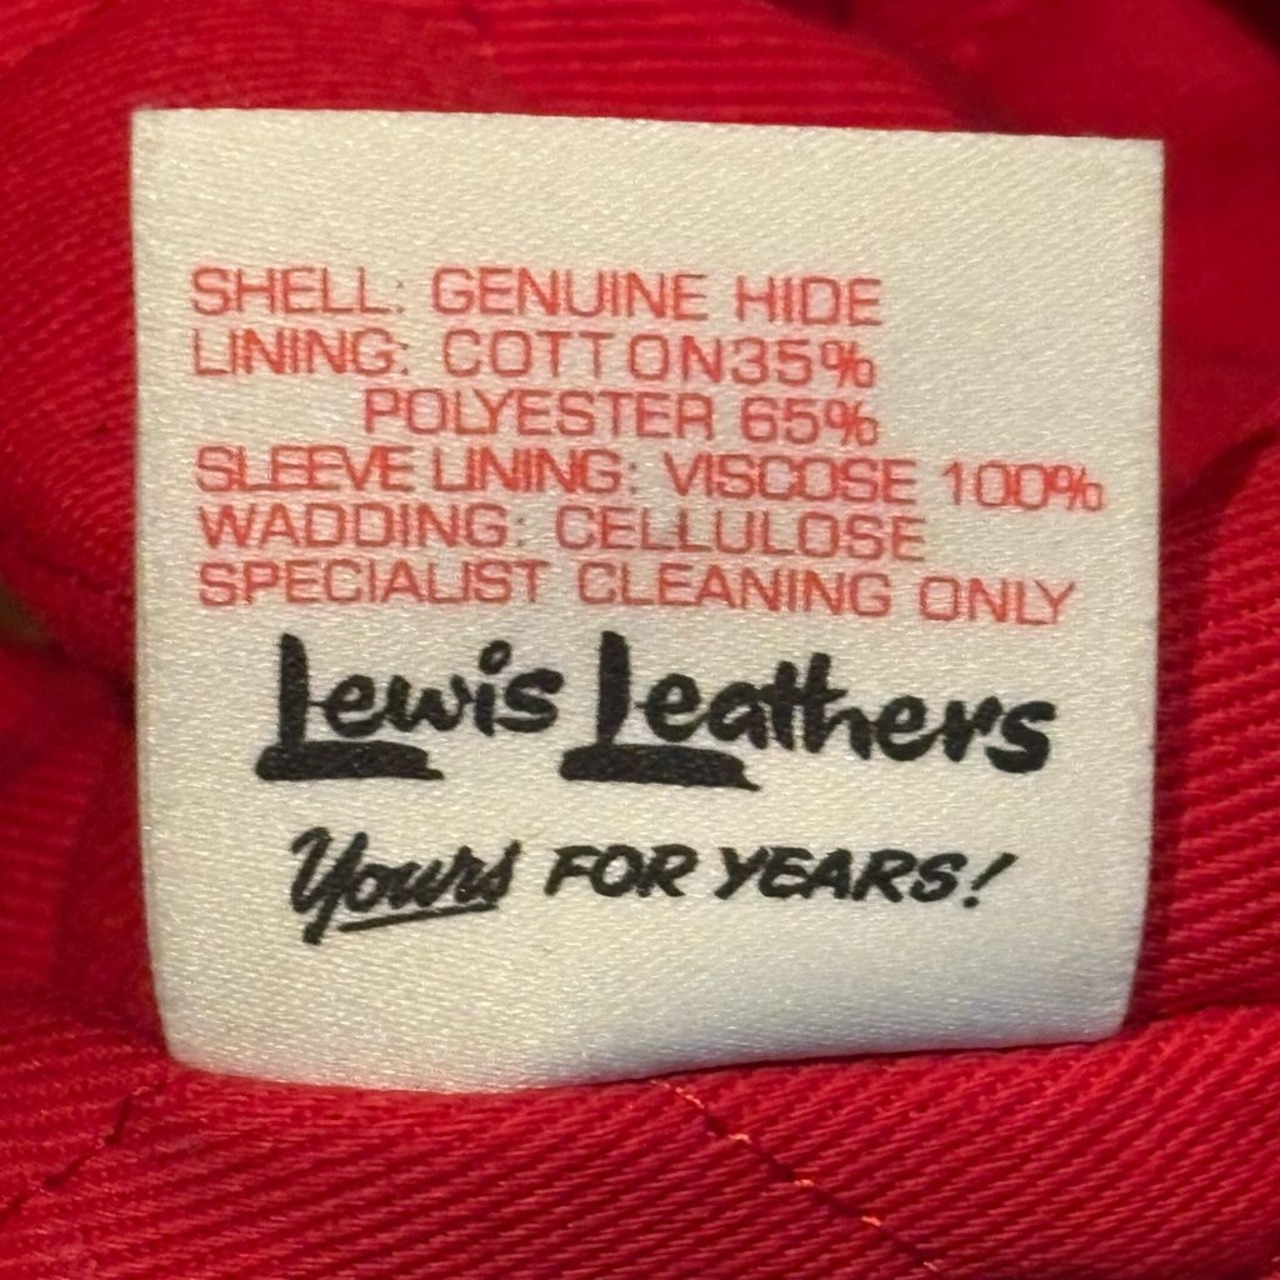 SHELL: GENUINE HIDE
LINING: COTTON35%
POLYESTER 65%
SLEEVE LINING: VISCOSE 100%
WADDING: CELLULOSE
SPECIALIST CLEANING ONLY
Lewis Leathers
Yours FOR YEARS!